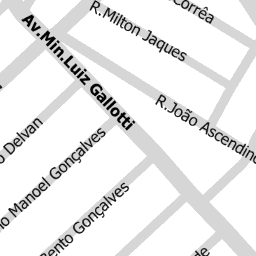 Corrêa
R.Milton Jaques
Av.Min.Luiz Gallotti
R.João Ascendino
Delvan
Manoel Gonçalves
Bento Gonçalves